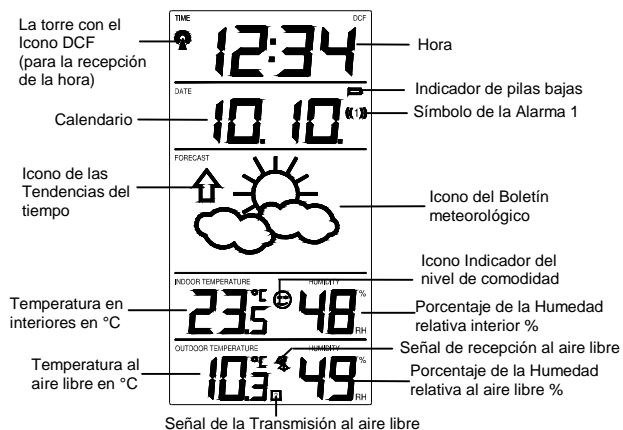 La torre con el
Icono DCF
(para la recepción
de la hora)
TIME
DCF
12:34
Hora
DATE
Indicador de pilas bajas
10. 10.
((1))
Símbolo de la Alarma 1
Calendario
FORECAST
Icono de las
Tendencias del
tiempo
Icono del Boletín
meteorológico
Icono Indicador del
nivel de comodidad
INDOOR TEMPERATURE
HUMIDITY
23.5 °C
48 % RH
Temperatura en
interiores en °C
Porcentaje de la Humedad
relativa interior %
OUTDOOR TEMPERATURE
HUMIDITY
Señal de recepción al aire libre
10.3 °C
49 % RH
Temperatura al
aire libre en °C
Porcentaje de la Humedad
relativa al aire libre %
Señal de la Transmisión al aire libre